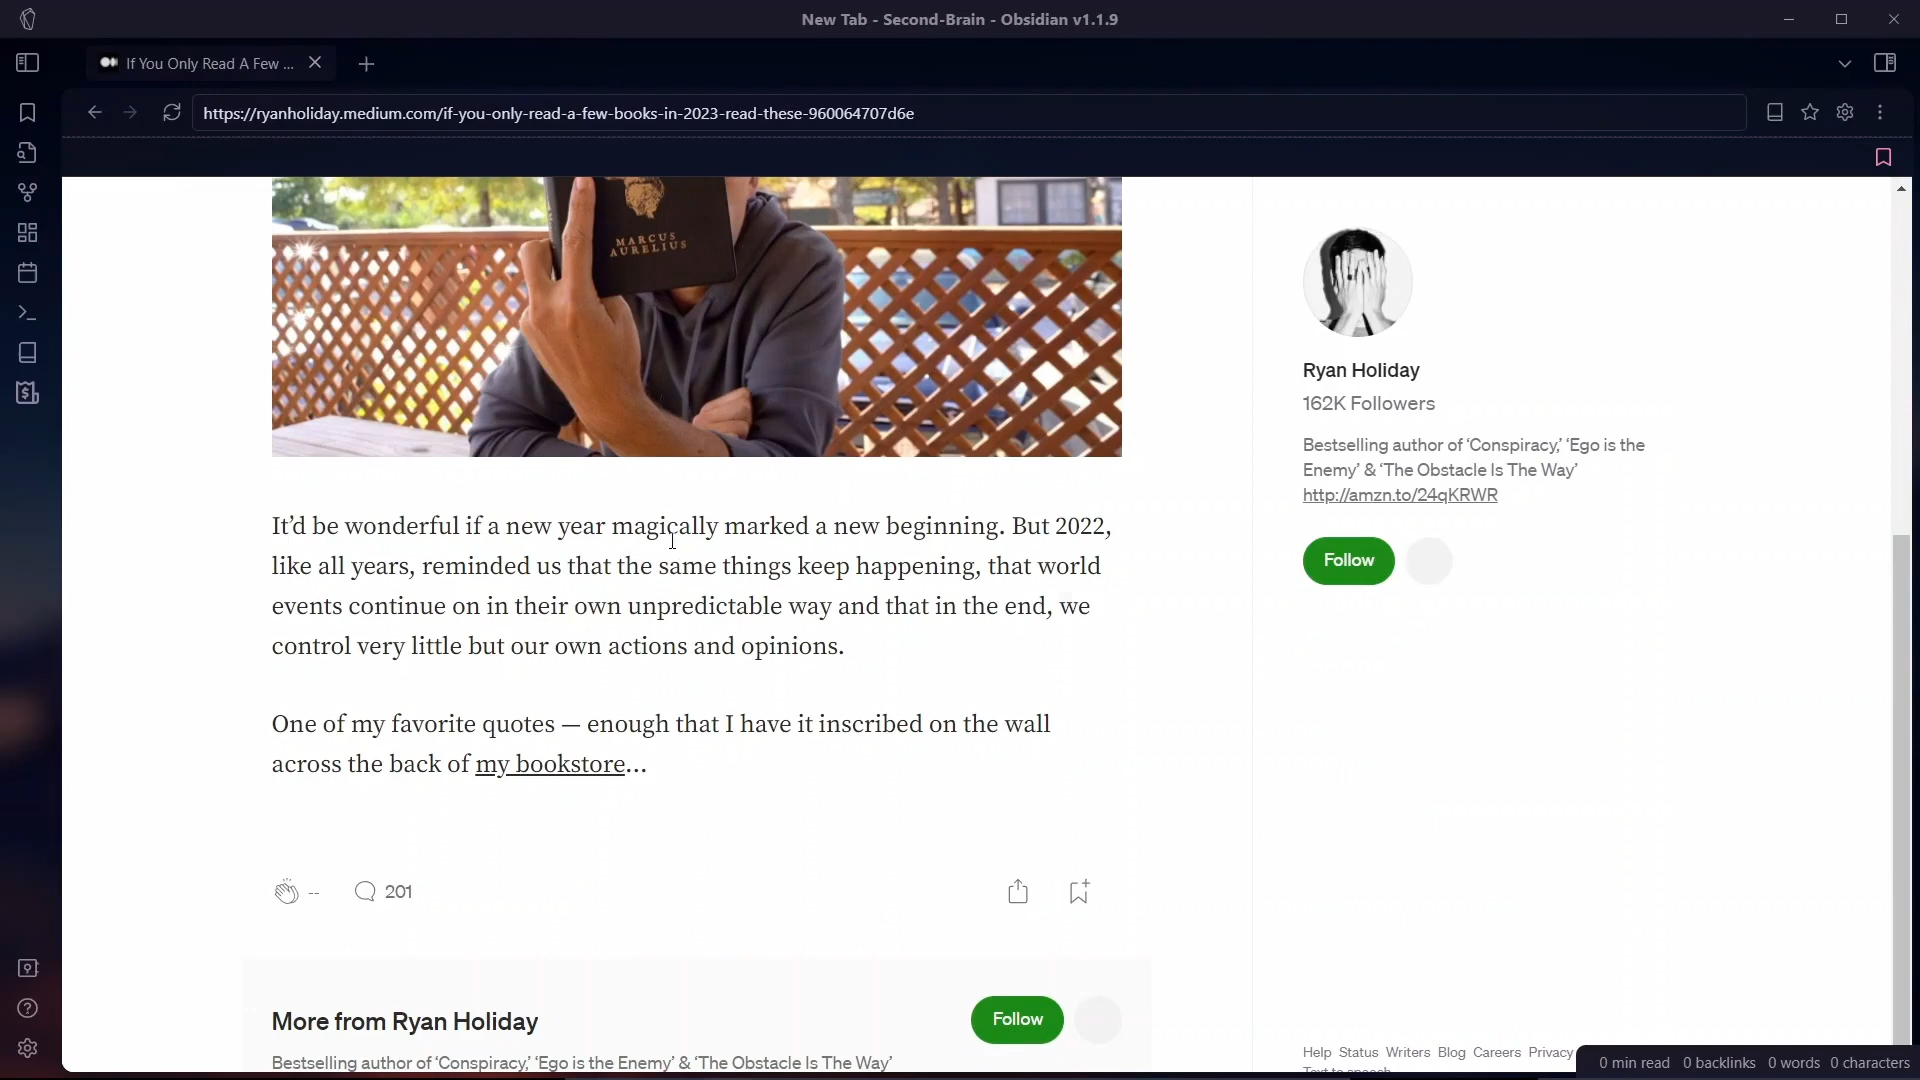 New Tab - Second-Brain - Obsidian v1.1.9
If You Only Read A Few ...
https://ryanholiday.medium.com/if-you-only-read-a-few-books-in-2023-read-these-960064707d6e
MARCUS
AURELIUS
It’d be wonderful if a new year magically marked a new beginning. But 2022,
like all years, reminded us that the same things keep happening, that world
events continue on in their own unpredictable way and that in the end, we
control very little but our own actions and opinions.
One of my favorite quotes — enough that I have it inscribed on the wall
across the back of my bookstore…
-- 201
More from Ryan Holiday
Follow
Bestselling author of ‘Conspiracy,’ ‘Ego is the Enemy’ & ‘The Obstacle Is The Way’
Ryan Holiday
162K Followers
Bestselling author of ‘Conspiracy,’ ‘Ego is the
Enemy’ & ‘The Obstacle Is The Way’
http://amzn.to/24qKRWR
Follow
Help Status Writers Blog Careers Privacy
Text to speech
0 min read 0 backlinks 0 words 0 characters